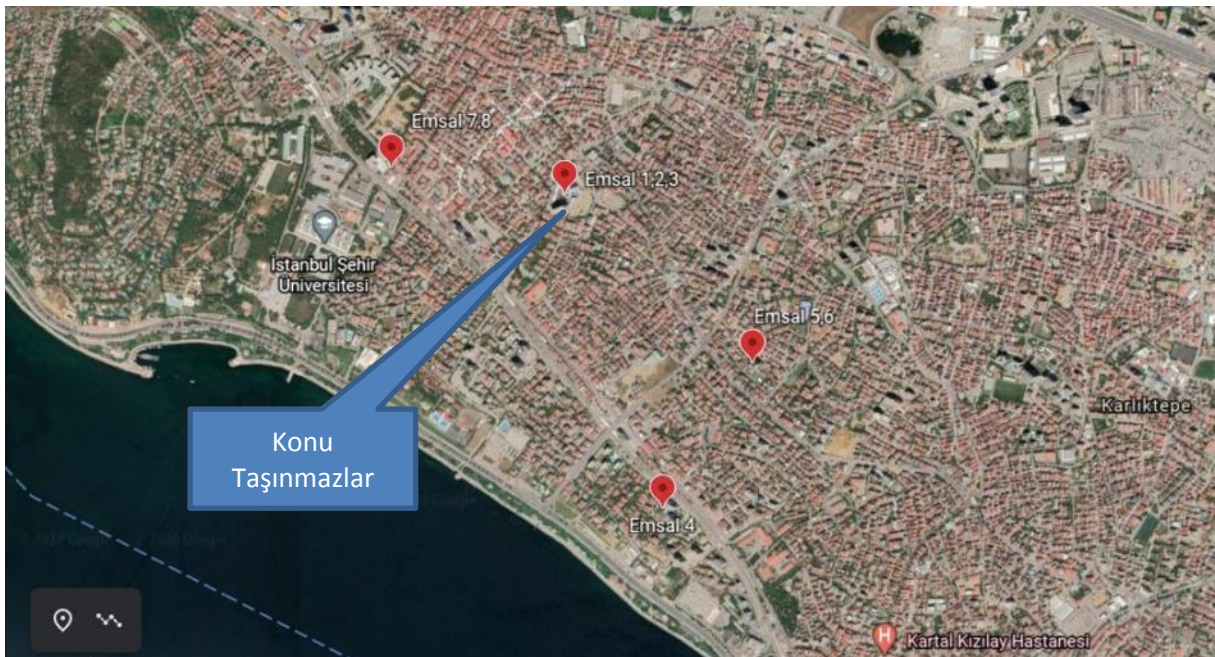 Emsal 7,8
Emsal 1,2,3
İstanbul Şehir
Üniversitesi
Emsal 5,6
Karlıktepe
Konu
Taşınmazlar
Emsal 4
Kartal Kızılay Hastanesi
H